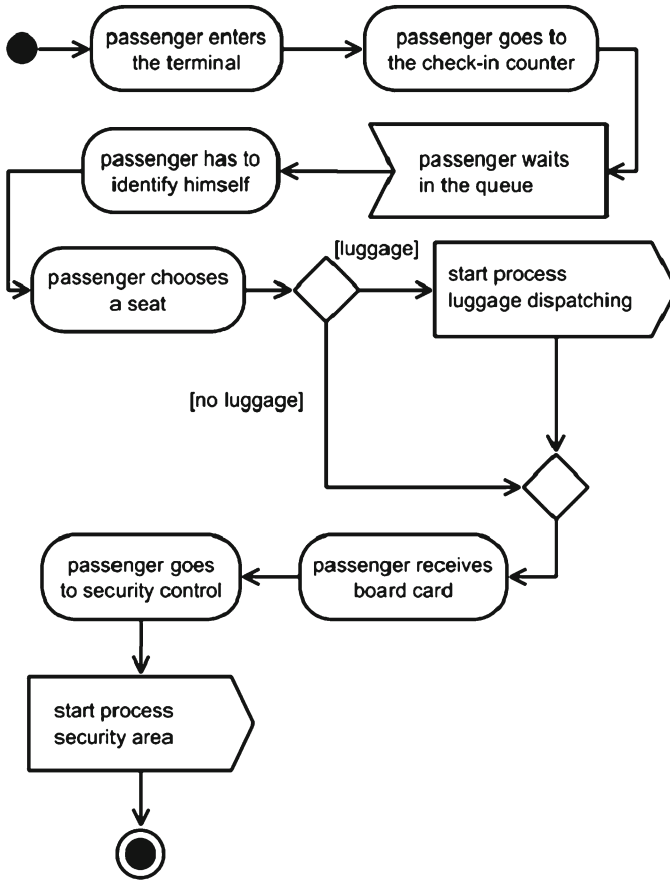 passenger enters
the terminal
passenger goes to
the check-in counter
passenger has to
identify himself
passenger waits
in the queue
passenger chooses
a seat
[luggage]
start process
luggage dispatching
[no luggage]
passenger goes
to security control
passenger receives
board card
start process
security area